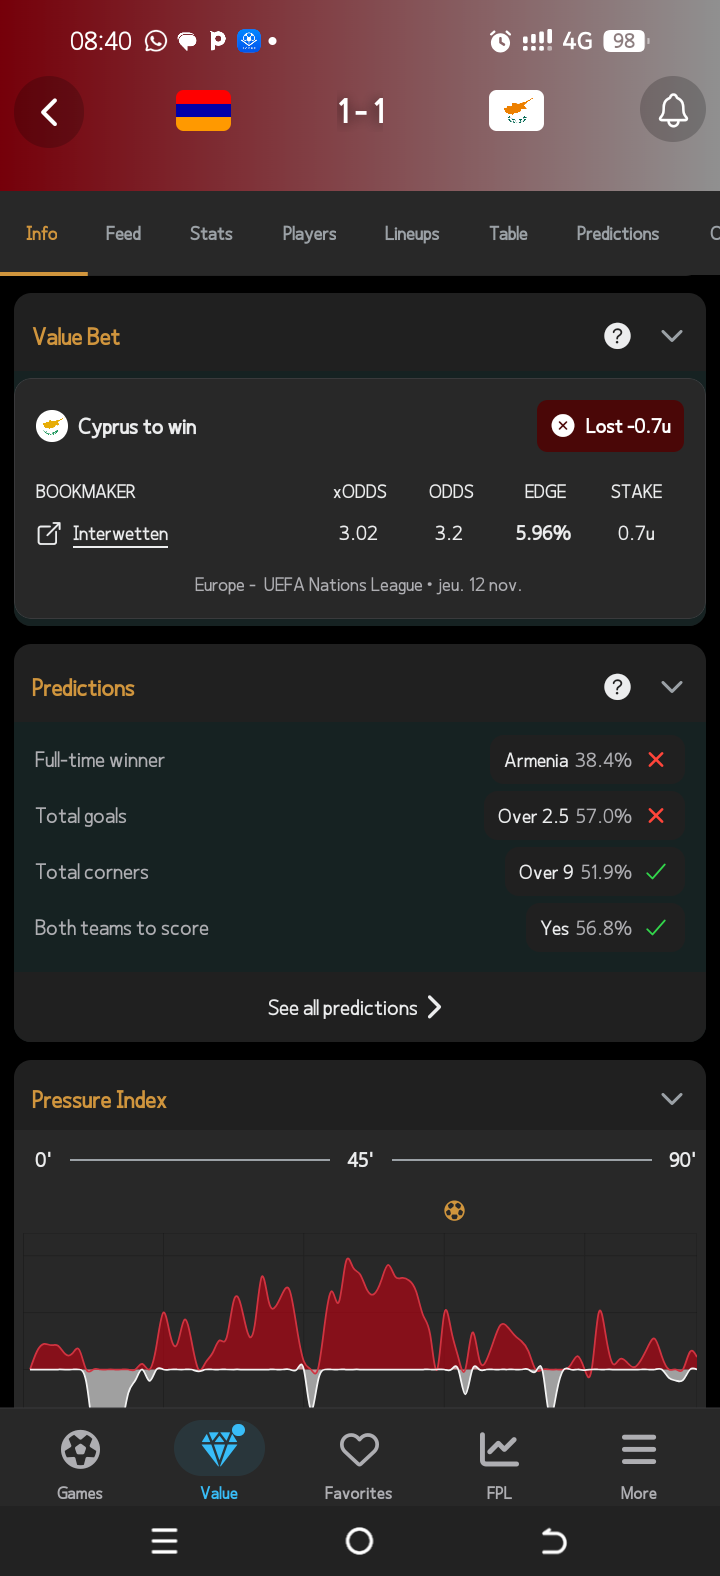 08:40 4G 98
1 - 1
Info Feed Stats Players Lineups Table Predictions
Value Bet ?
Cyprus to win Lost -0.7u
BOOKMAKER xODDS ODDS EDGE STAKE
Interwetten 3.02 3.2 5.96% 0.7u
Europe - UEFA Nations League • jeu. 12 nov.
Predictions ?
Full-time winner Armenia 38.4%
Total goals Over 2.5 57.0%
Total corners Over 9 51.9%
Both teams to score Yes 56.8%
See all predictions
Pressure Index
0' 45' 90'
Games Value Favorites FPL More